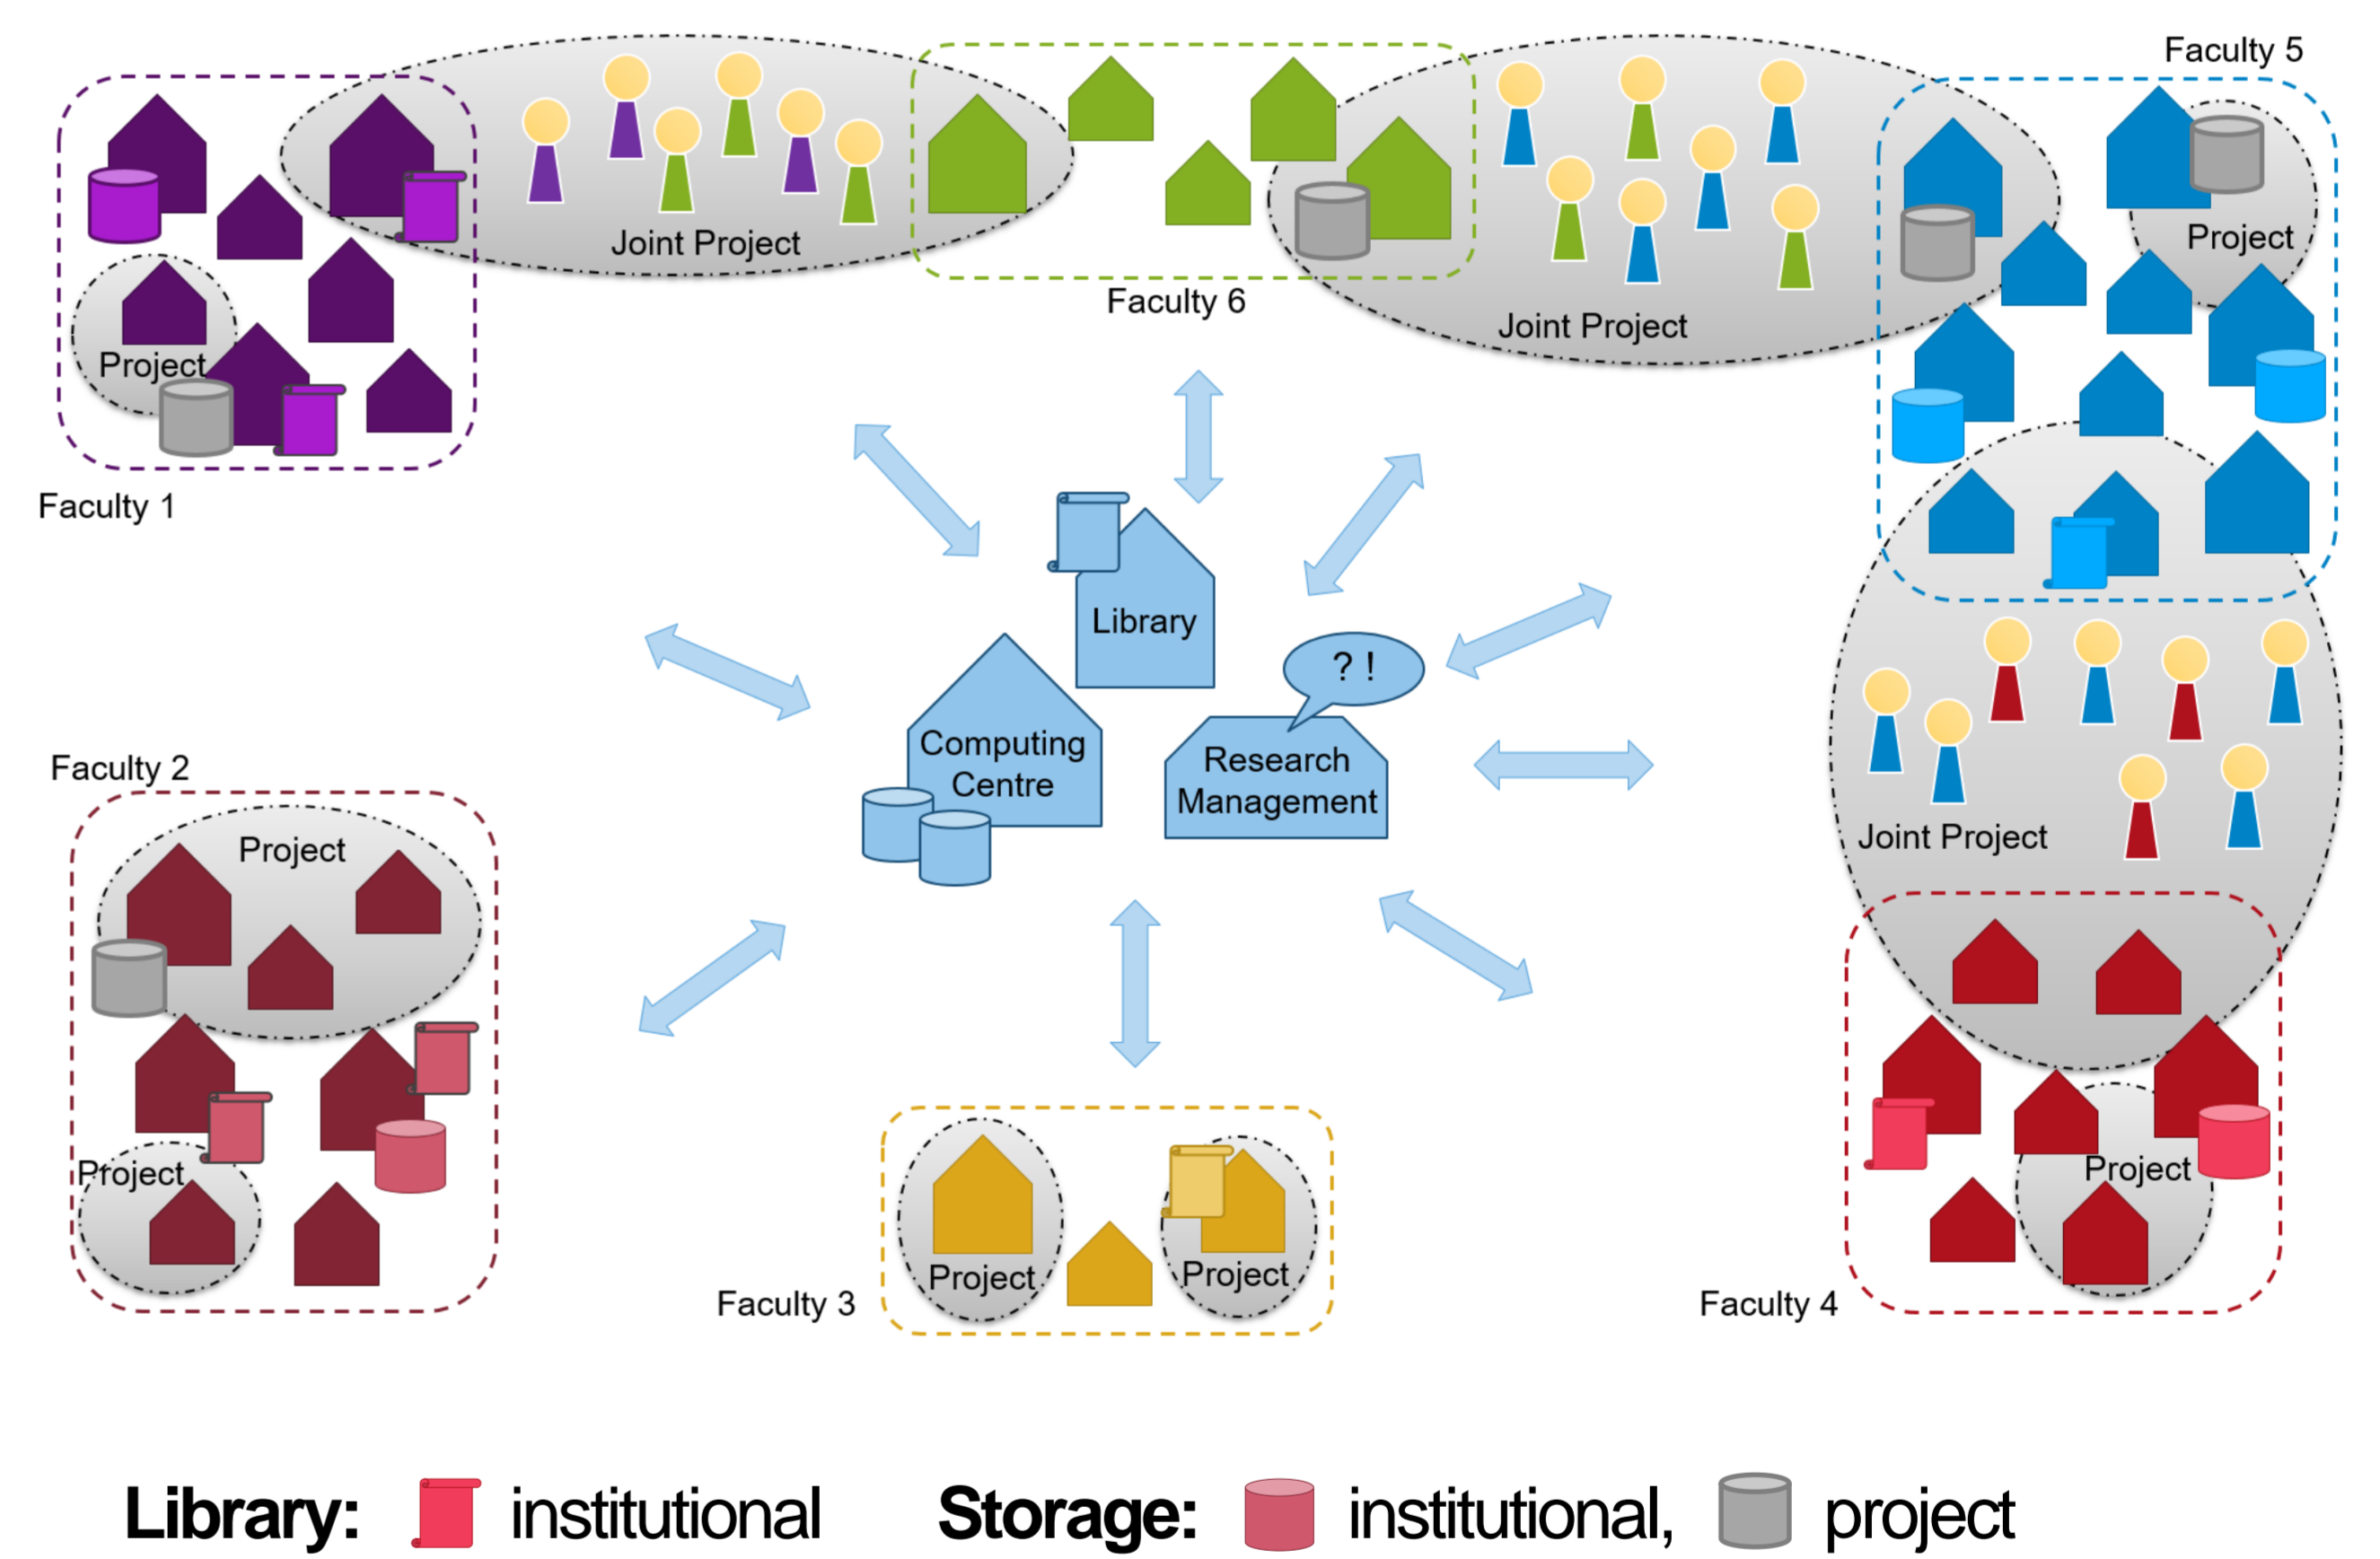 Faculty 5
Project
Joint Project
Faculty 6
Joint Project
Project
Faculty 1
Library
? !
Computing
Centre
Research
Management
Faculty 2
Project
Project
Joint Project
Project
Project
Project
Faculty 3
Faculty 4
Library: institutional Storage: institutional, project